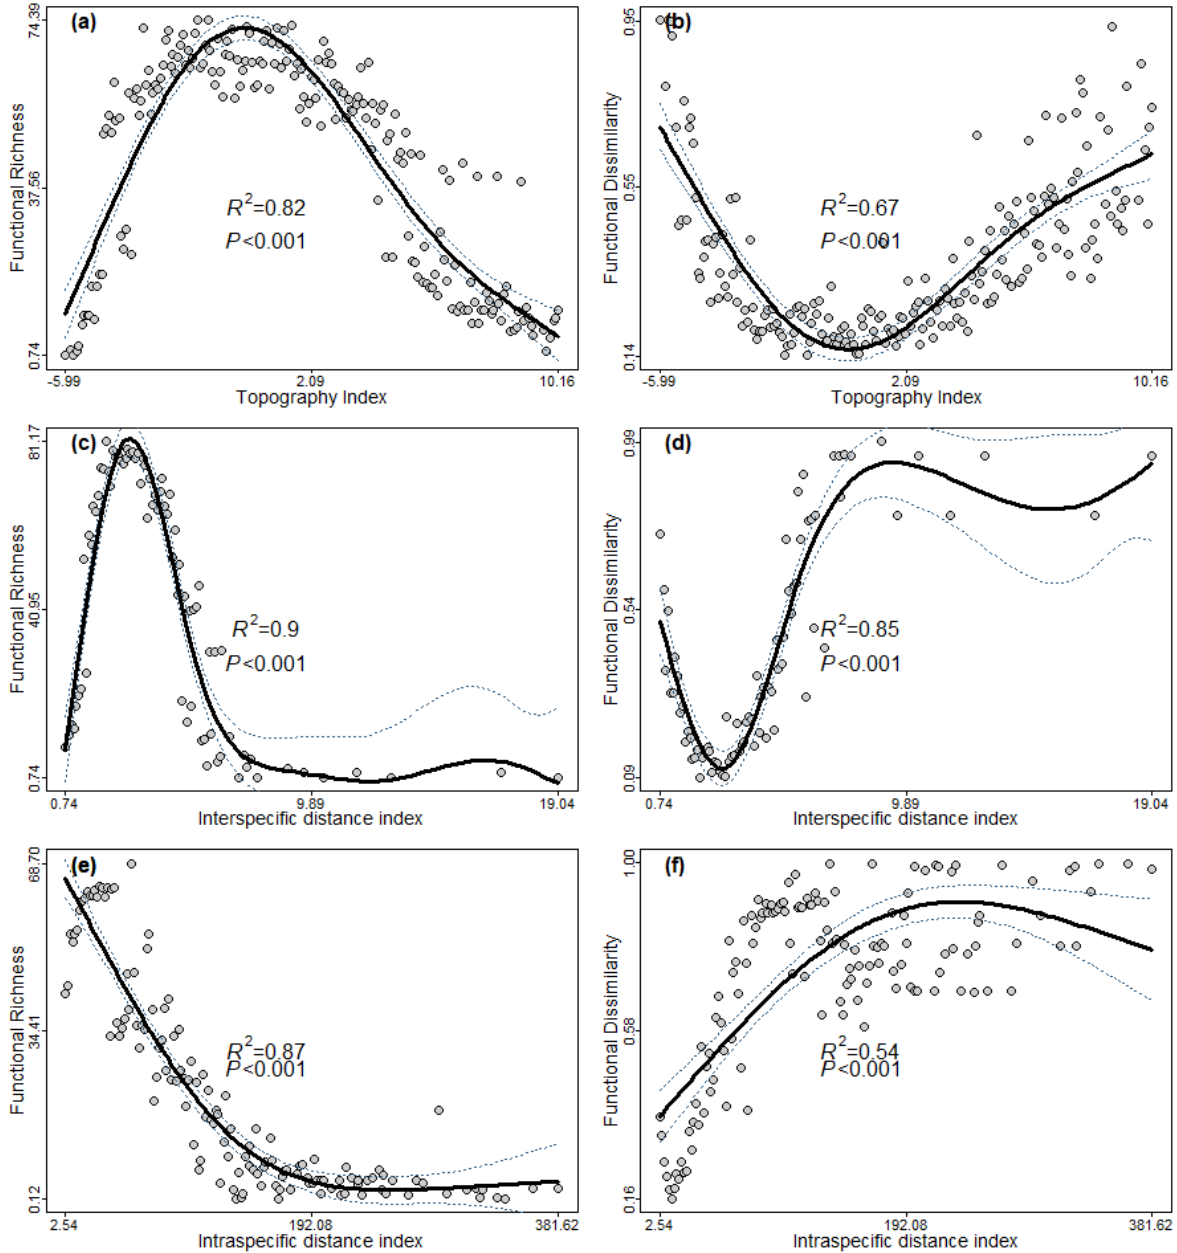 (a)
Functional Richness
74.39
37.56
0.74
R²=0.82
P<0.001
-5.99
2.09
10.16
Topography Index
(b)
Functional Dissimilarity
0.95
0.55
0.14
R²=0.67
P<0.001
-5.99
2.09
10.16
Topography Index
(c)
Functional Richness
81.17
40.95
0.74
R²=0.9
P<0.001
0.74
9.89
19.04
Interspecific distance index
(d)
Functional Dissimilarity
0.99
0.54
0.09
R²=0.85
P<0.001
0.74
9.89
19.04
Interspecific distance index
(e)
Functional Richness
68.70
34.41
0.12
R²=0.87
P<0.001
2.54
192.08
381.62
Intraspecific distance index
(f)
Functional Dissimilarity
1.00
0.58
0.16
R²=0.54
P<0.001
2.54
192.08
381.62
Intraspecific distance index